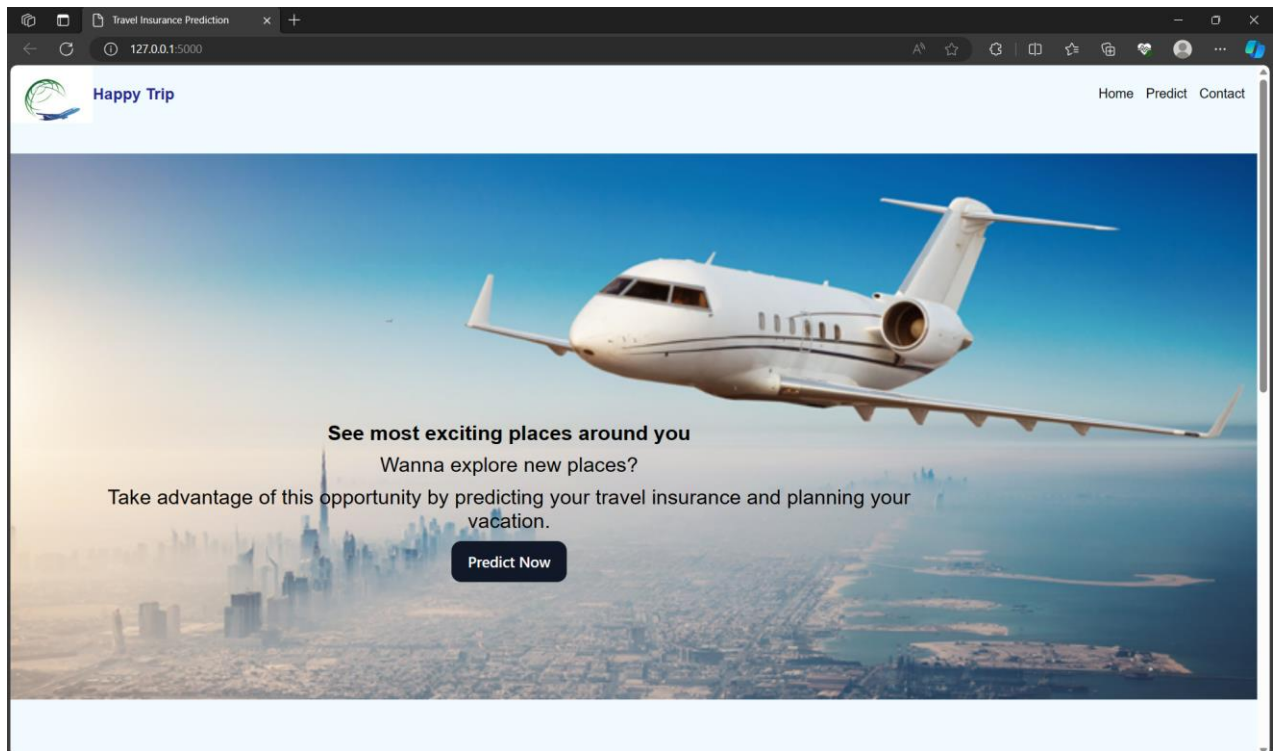 Travel Insurance Prediction
127.0.0.1:5000
Happy Trip
Home Predict Contact
See most exciting places around you
Wanna explore new places?
Take advantage of this opportunity by predicting your travel insurance and planning your
vacation.
Predict Now